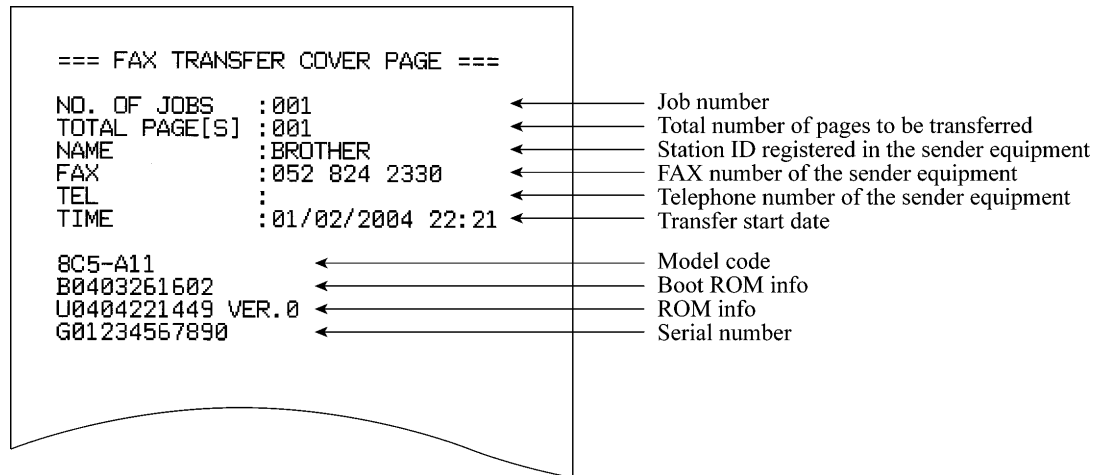 === FAX TRANSFER COVER PAGE ===
NO. OF JOBS :001 Job number
TOTAL PAGE[S] :001 Total number of pages to be transferred
NAME :BROTHER Station ID registered in the sender equipment
FAX :052 824 2330 FAX number of the sender equipment
TEL : Telephone number of the sender equipment
TIME :01/02/2004 22:21 Transfer start date
8C5-A11 Model code
B0403261602 Boot ROM info
U0404221449 VER.0 ROM info
G01234567890 Serial number